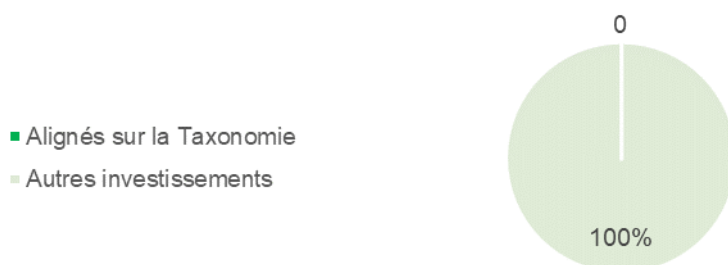 0
Alignés sur la Taxonomie
Autres investissements
100%